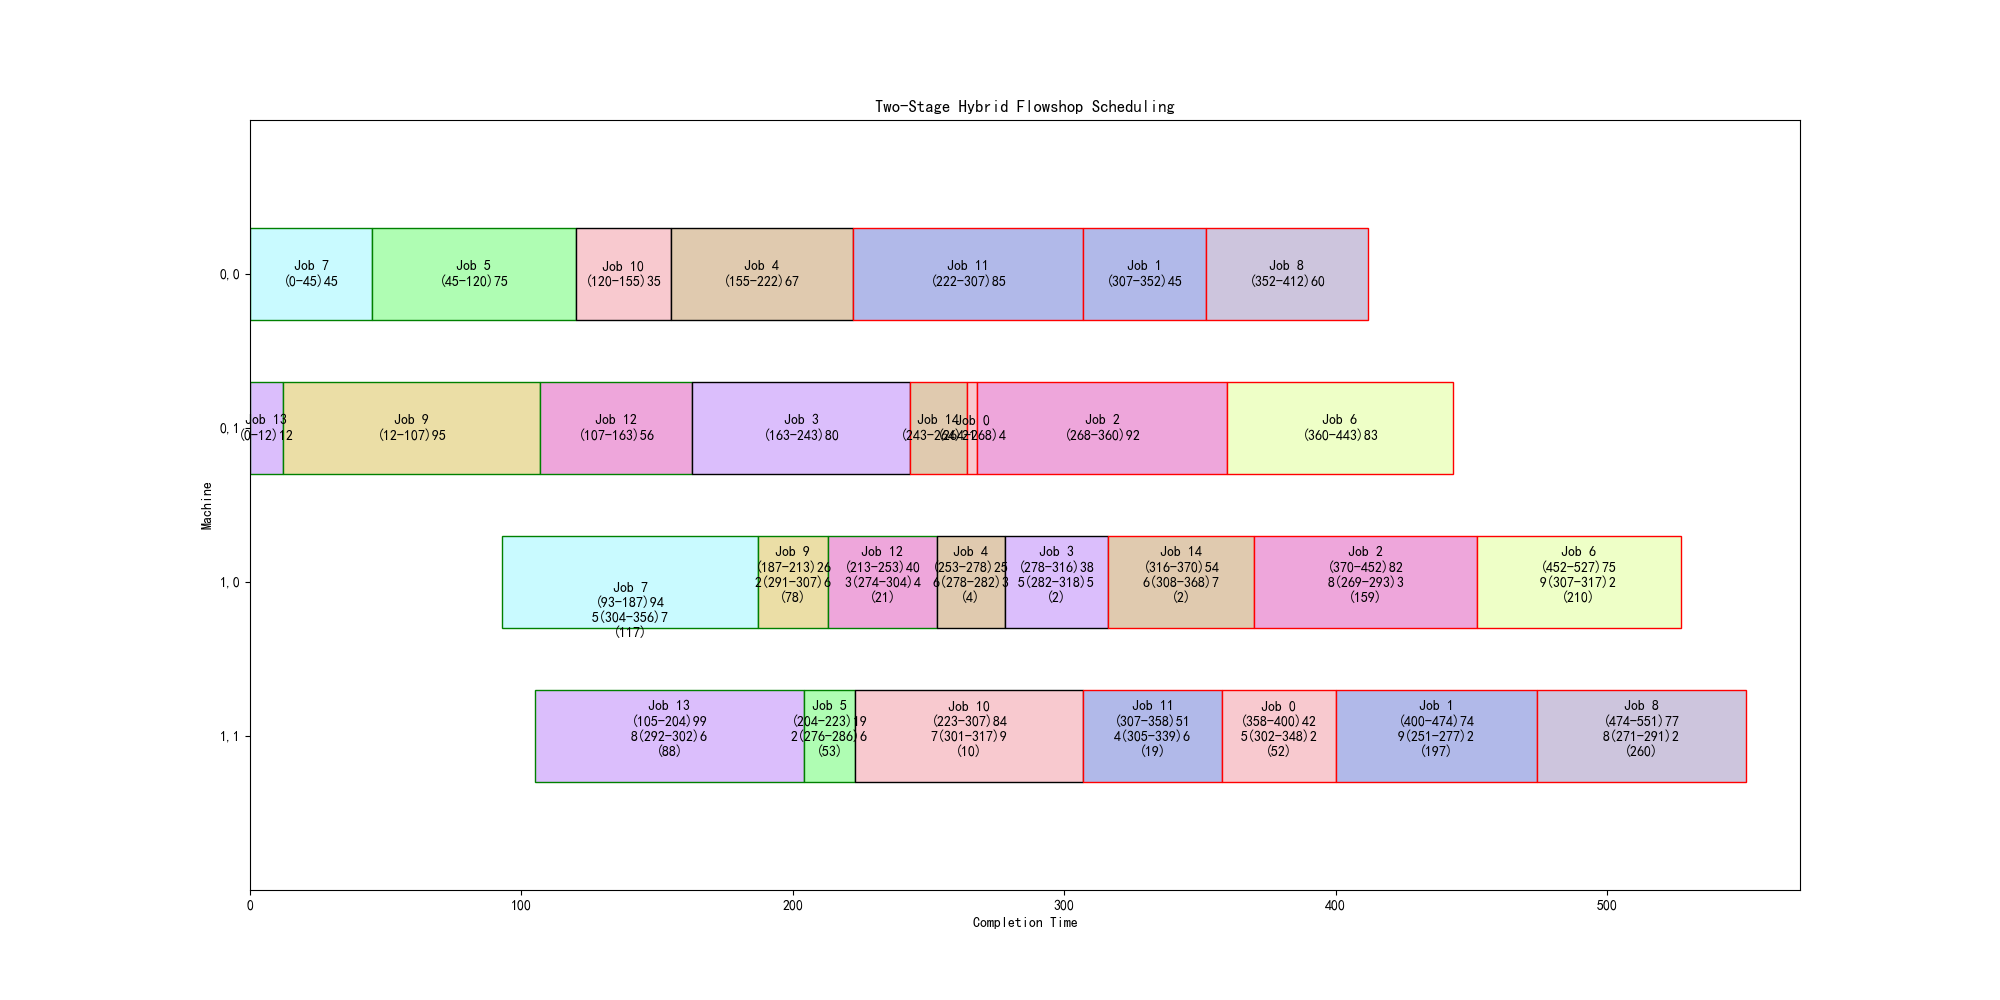 Two-Stage Hybrid Flowshop Scheduling
Machine
0,0
Job 7
(0-45)45
Job 5
(45-120)75
Job 10
(120-155)35
Job 4
(155-222)67
Job 11
(222-307)85
Job 1
(307-352)45
Job 8
(352-412)60
0,1
Job 13
(0-12)12
Job 9
(12-107)95
Job 12
(107-163)56
Job 3
(163-243)80
Job 14
Job 0
Job 2
(268-360)92
Job 6
(360-443)83
1,0
Job 7
(93-187)94
5(304-356)7
(117)
Job 9
(187-213)26
2(291-307)6
(78)
Job 12
(213-253)40
3(274-304)4
(21)
Job 4
(253-278)25
6(278-282)3
(4)
Job 3
(278-316)38
5(282-318)5
(2)
Job 14
(316-370)54
6(308-368)7
(2)
Job 2
(370-452)82
8(269-293)3
(159)
Job 6
(452-527)75
9(307-317)2
(210)
1,1
Job 13
(105-204)99
8(292-302)6
(88)
Job 5
(204-223)19
2(276-286)6
(53)
Job 10
(223-307)84
7(301-317)9
(10)
Job 11
(307-358)51
4(305-339)6
(19)
Job 0
(358-400)42
5(302-348)2
(52)
Job 1
(400-474)74
9(251-277)2
(197)
Job 8
(474-551)77
8(271-291)2
(260)
0
100
200
300
400
500
Completion Time